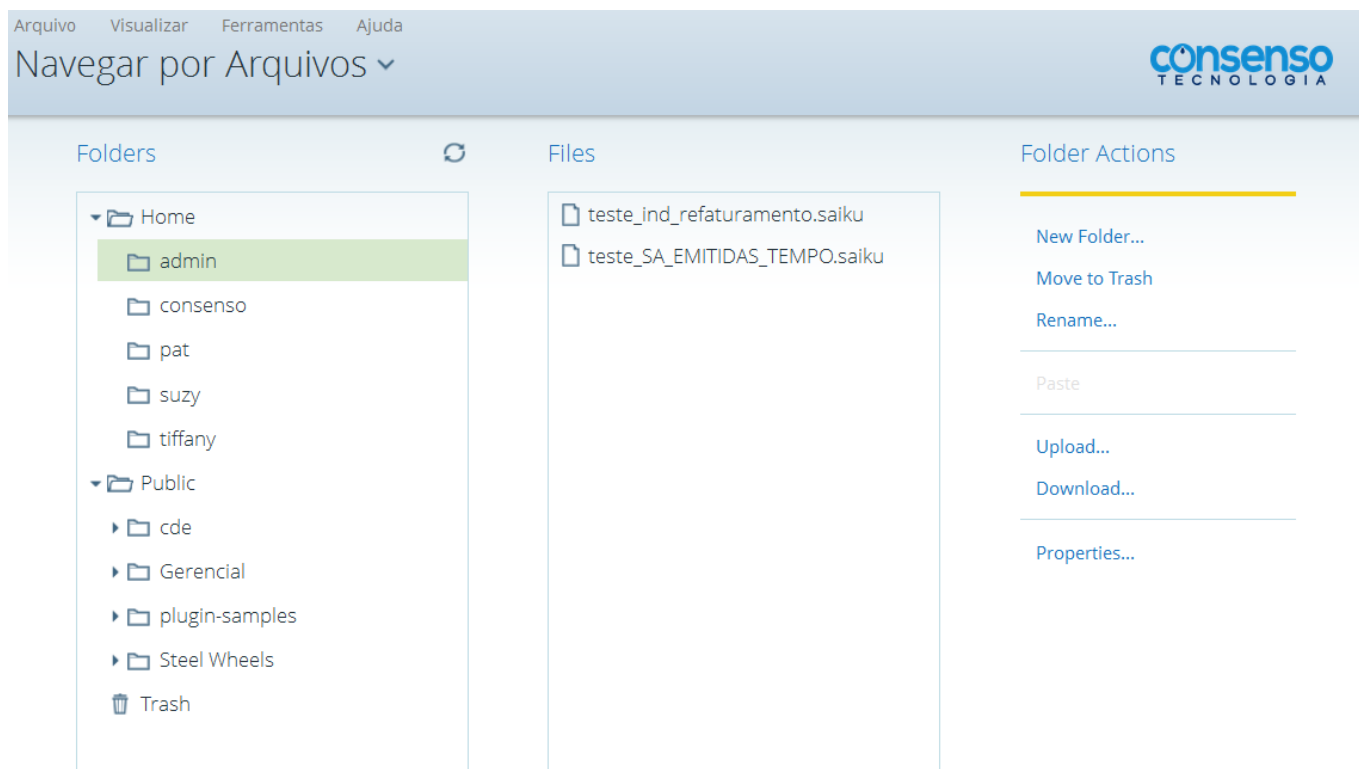 Arquivo Visualizar Ferramentas Ajuda
Navegar por Arquivos
consenso
TECNOLOGIA
Folders
Home
admin
consenso
pat
suzy
tiffany
Public
cde
Gerencial
plugin-samples
Steel Wheels
Trash
Files
teste_ind_refaturamento.saiku
teste_SA_EMITIDAS_TEMPO.saiku
Folder Actions
New Folder...
Move to Trash
Rename...
Paste
Upload...
Download...
Properties...